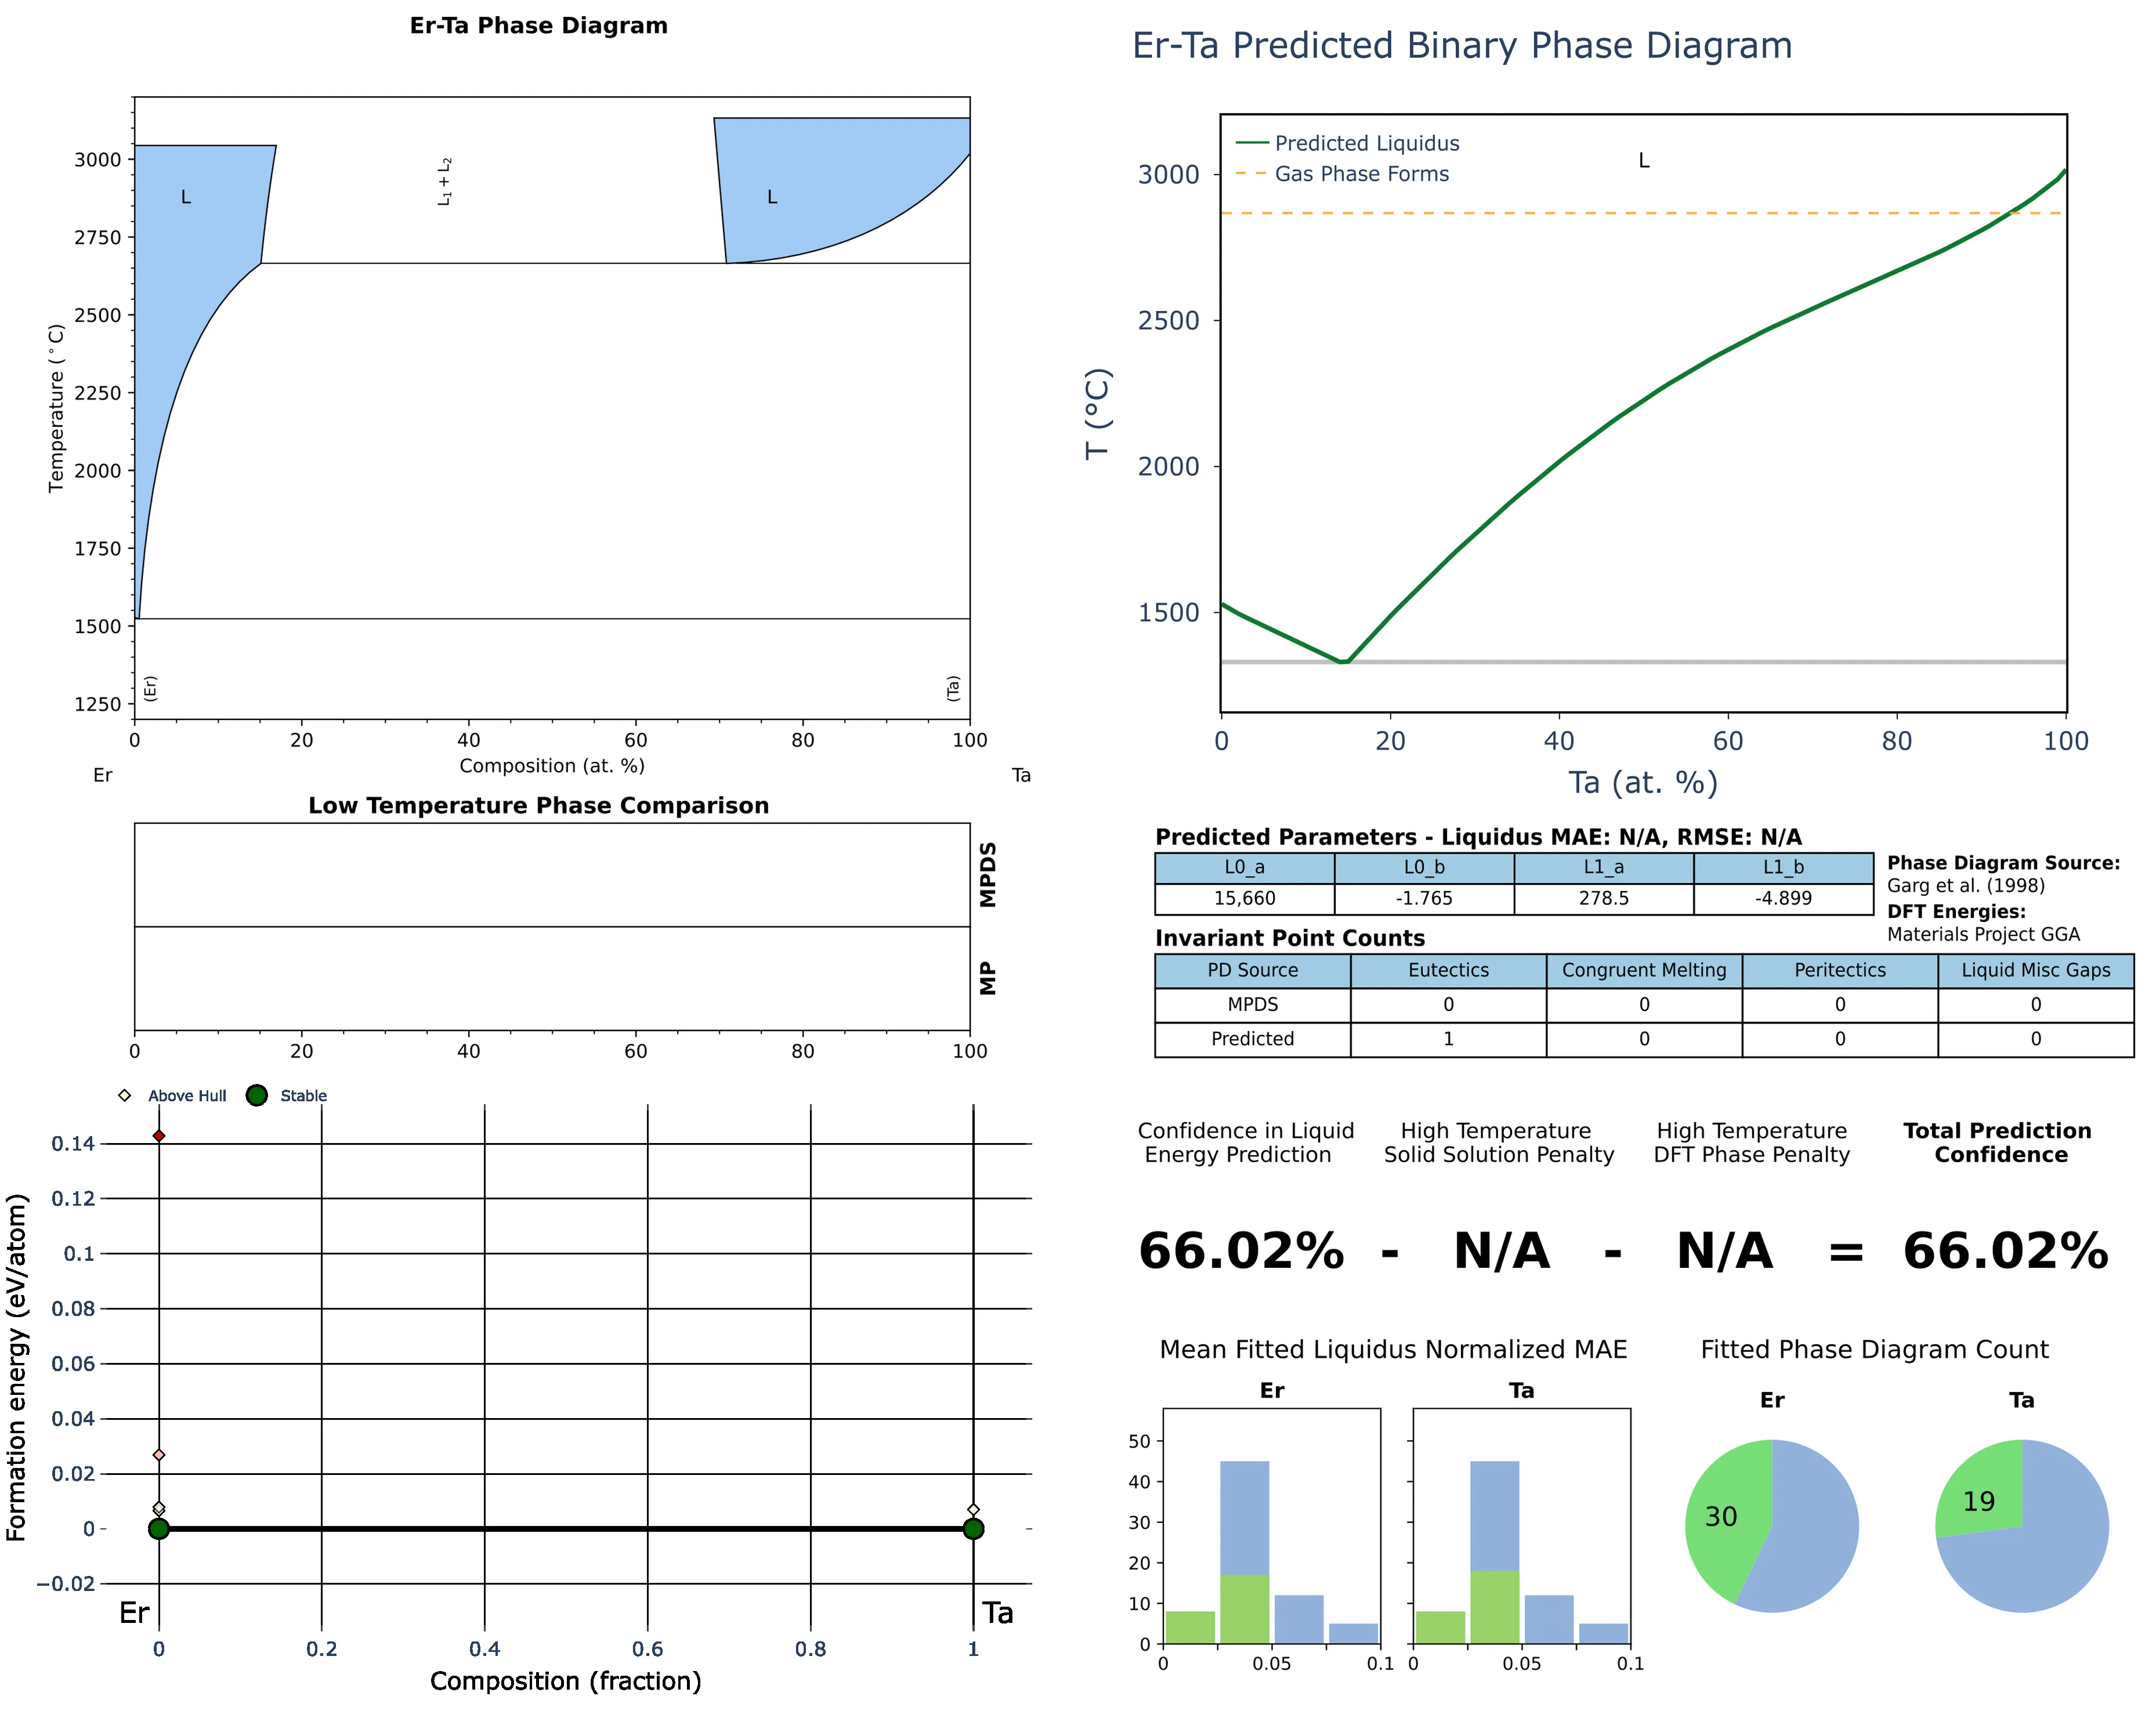 Er-Ta Phase Diagram
3000
2750
2500
2250
2000
1750
1500
1250
Temperature (°C)
L
L₁ + L₂
L
(Er)
(Ta)
0 20 40 60 80 100
Composition (at. %)
Er Ta
Er-Ta Predicted Binary Phase Diagram
Predicted Liquidus
Gas Phase Forms
L
3000
2500
2000
1500
T (°C)
0 20 40 60 80 100
Ta (at. %)
Low Temperature Phase Comparison
MPDS
MP
0 20 40 60 80 100
Predicted Parameters - Liquidus MAE: N/A, RMSE: N/A
L0_a L0_b L1_a L1_b
15,660 -1.765 278.5 -4.899
Phase Diagram Source:
Garg et al. (1998)
DFT Energies:
Materials Project GGA
Invariant Point Counts
PD Source Eutectics Congruent Melting Peritectics Liquid Misc Gaps
MPDS 0 0 0 0
Predicted 1 0 0 0
Above Hull Stable
0.14
0.12
0.1
0.08
0.06
0.04
0.02
0
−0.02
Formation energy (eV/atom)
Er Ta
0 0.2 0.4 0.6 0.8 1
Composition (fraction)
Confidence in Liquid
Energy Prediction
High Temperature
Solid Solution Penalty
High Temperature
DFT Phase Penalty
Total Prediction
Confidence
66.02% - N/A - N/A = 66.02%
Mean Fitted Liquidus Normalized MAE
Er Ta
50
40
30
20
10
0
0 0.05 0.1 0 0.05 0.1
Fitted Phase Diagram Count
Er Ta
30 19